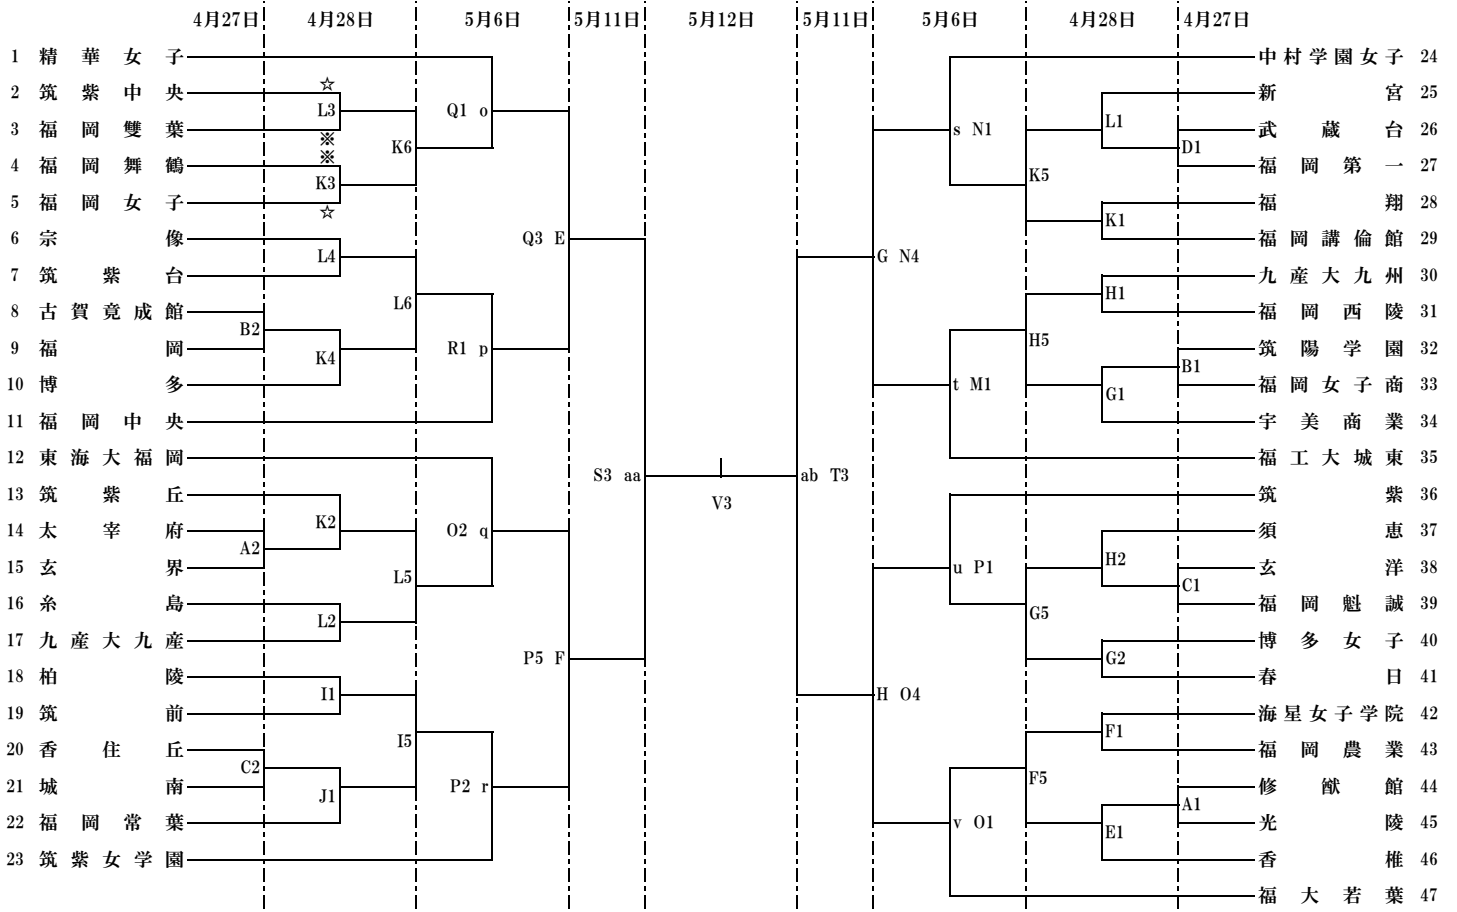 4月27日 4月28日 5月6日 5月11日 5月12日 5月11日 5月6日 4月28日 4月27日
1 精華女子
2 筑紫中央
3 福岡雙葉
4 福岡舞鶴
5 福岡女子
6 宗像
7 筑紫台
8 古賀竟成館
9 福岡
10 博多
11 福岡中央
12 東海大福岡
13 筑紫丘
14 太宰府
15 玄界
16 糸島
17 九産大九産
18 柏陵
19 筑前
20 香住丘
21 城南
22 福岡常葉
23 筑紫女学園
B2
A2
C2
☆
L3
※
※
K3
☆
L4
K4
K2
L2
I1
J1
K6
L6
L5
I5
Q1 o
R1 p
O2 q
P2 r
Q3 E
P5 F
S3 aa
V3
ab T3
G N4
H O4
s N1
t M1
u P1
v O1
K5
H5
G5
F5
L1
K1
H1
G1
H2
G2
F1
E1
D1
B1
C1
A1
中村学園女子 24
新宮 25
武蔵台 26
福岡第一 27
福翔 28
福岡講倫館 29
九産大九州 30
福岡西陵 31
筑陽学園 32
福岡女子商 33
宇美商業 34
福工大城東 35
筑紫 36
須恵 37
玄洋 38
福岡魁誠 39
博多女子 40
春日 41
海星女子学院 42
福岡農業 43
修猷館 44
光陵 45
香椎 46
福大若葉 47